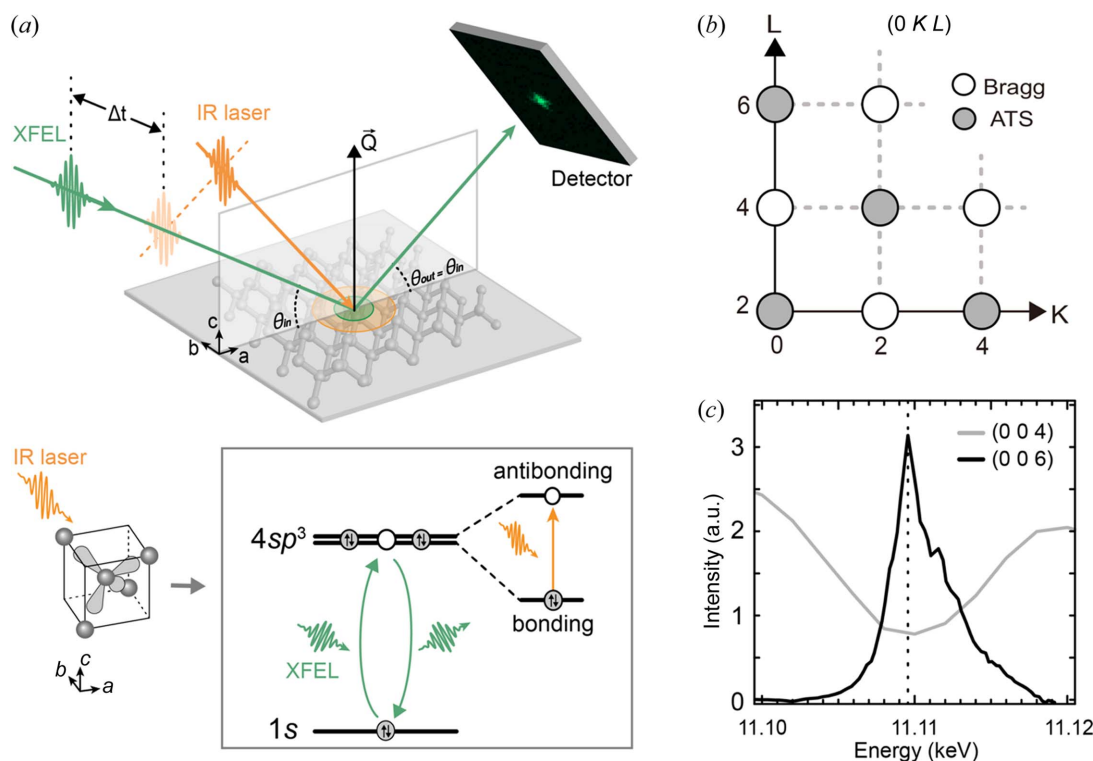 (a)
Δt
XFEL
IR laser
Q
Detector
θin
θout = θin
c
b
a
IR laser
c
b
a
4sp³
antibonding
bonding
XFEL
1s
(b)
L
(0 K L)
Bragg
ATS
6
4
2
K
0
2
4
(c)
(0 0 4)
(0 0 6)
Intensity (a.u.)
3
2
1
0
11.10
11.11
11.12
Energy (keV)